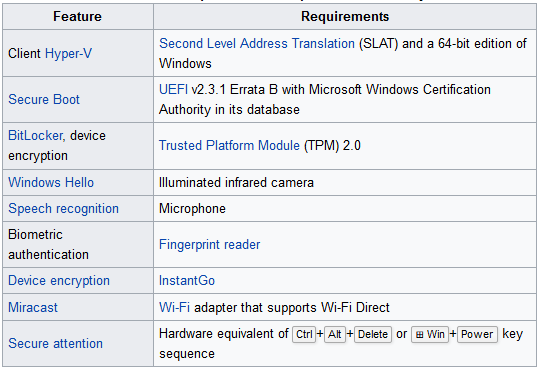 Feature Requirements
Client Hyper-V Second Level Address Translation (SLAT) and a 64-bit edition of
Windows
Secure Boot UEFI v2.3.1 Errata B with Microsoft Windows Certification
Authority in its database
BitLocker, device
encryption Trusted Platform Module (TPM) 2.0
Windows Hello Illuminated infrared camera
Speech recognition Microphone
Biometric
authentication Fingerprint reader
Device encryption InstantGo
Miracast Wi-Fi adapter that supports Wi-Fi Direct
Secure attention Hardware equivalent of Ctrl+Alt+Delete or ⊞ Win+Power key
sequence